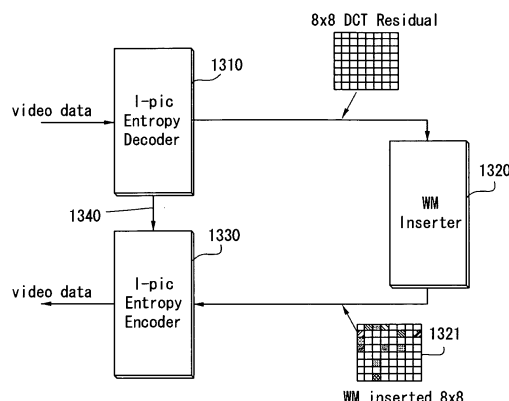 8x8 DCT Residual
1310
video data
I-pic
Entropy
Decoder
1320
WM
Inserter
1340
1330
I-pic
Entropy
Encoder
video data
1321
WM inserted 8x8